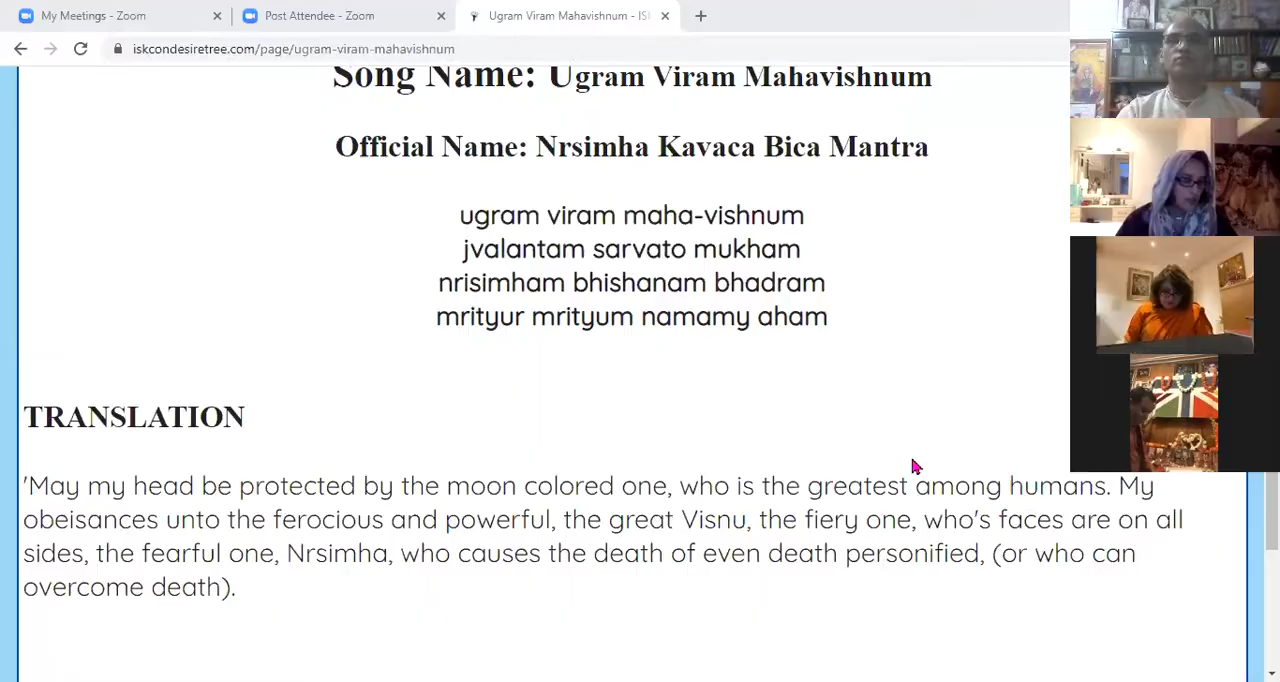 My Meetings - Zoom
Post Attendee - Zoom
Ugram Viram Mahavishnum - ISK
iskcondesiretree.com/page/ugram-viram-mahavishnum
Song Name: Ugram Viram Mahavishnum
Official Name: Nrsimha Kavaca Bica Mantra
ugram viram maha-vishnum
jvalantam sarvato mukham
nrisimham bhishanam bhadram
mrityur mrityum namamy aham
TRANSLATION
'May my head be protected by the moon colored one, who is the greatest among humans. My
obeisances unto the ferocious and powerful, the great Visnu, the fiery one, who's faces are on all
sides, the fearful one, Nrsimha, who causes the death of even death personified, (or who can
overcome death).